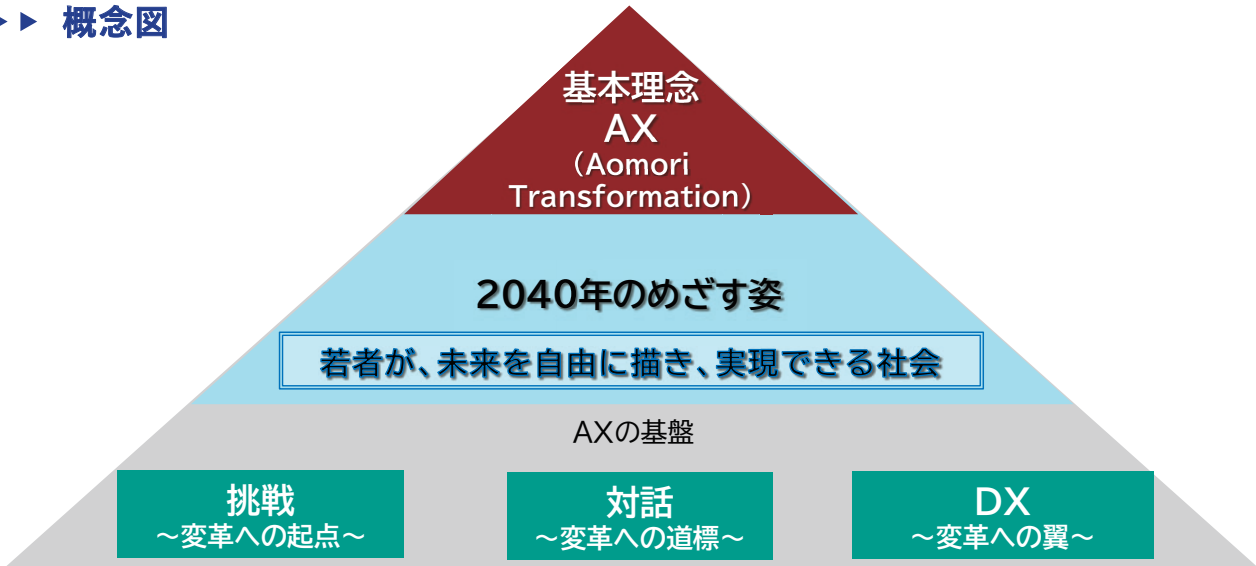 ▶▶ 概念図
基本理念
AX
（Aomori
Transformation）
2040年のめざす姿
若者が、未来を自由に描き、実現できる社会
AXの基盤
挑戦
～変革への起点～
対話
～変革への道標～
DX
～変革への翼～